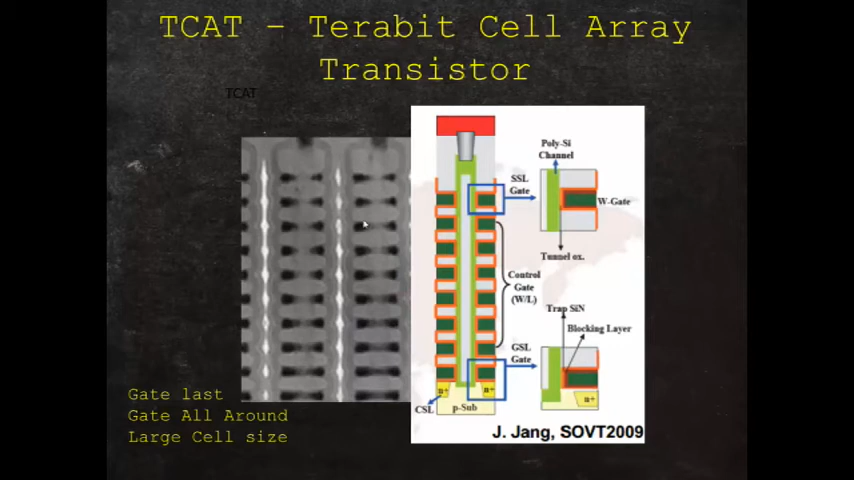 TCAT – Terabit Cell Array
Transistor
TCAT
Poly-Si
Channel
SSL
Gate
W-Gate
Tunnel ox.
Control
Gate
(W/L)
Trap SiN
Blocking Layer
GSL
Gate
n+
n+
n+
CSL
p-Sub
J. Jang, SOVT2009
Gate last
Gate All Around
Large Cell size